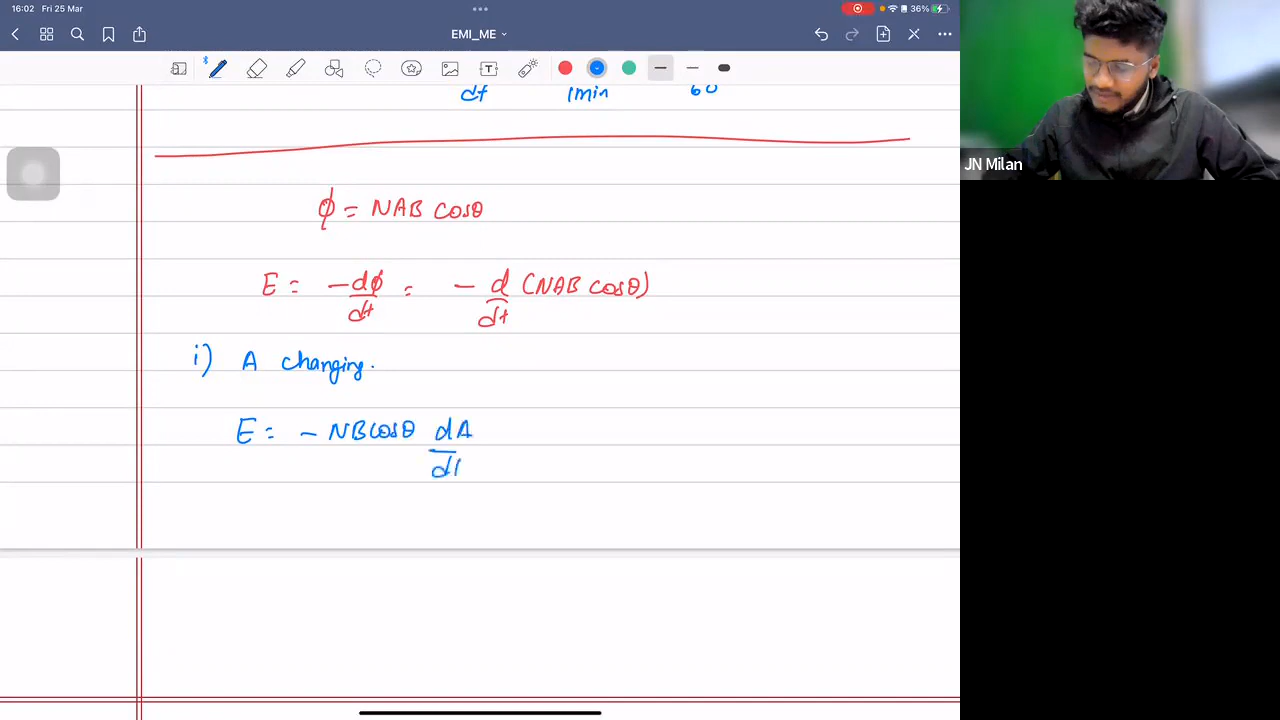 16:02 Fri 25 Mar
36%
EMI_ME
JN Milan
dt 1min 60
ϕ = NAB cosθ
E = -dϕ/dt = - d/dt (NAB cosθ)
i) A changing.
E = - NBcosθ dA/dt